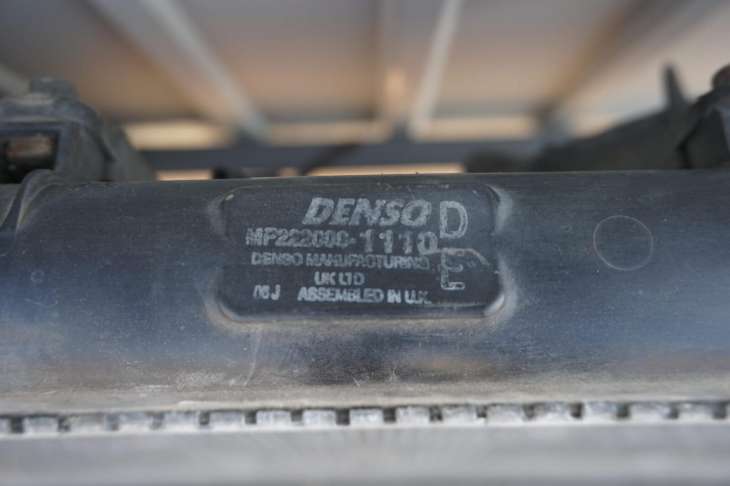 DENSO
MF222000-1110
DENSO MANUFACTURING
UK LTD
06 J ASSEMBLED IN U.K.
D
E